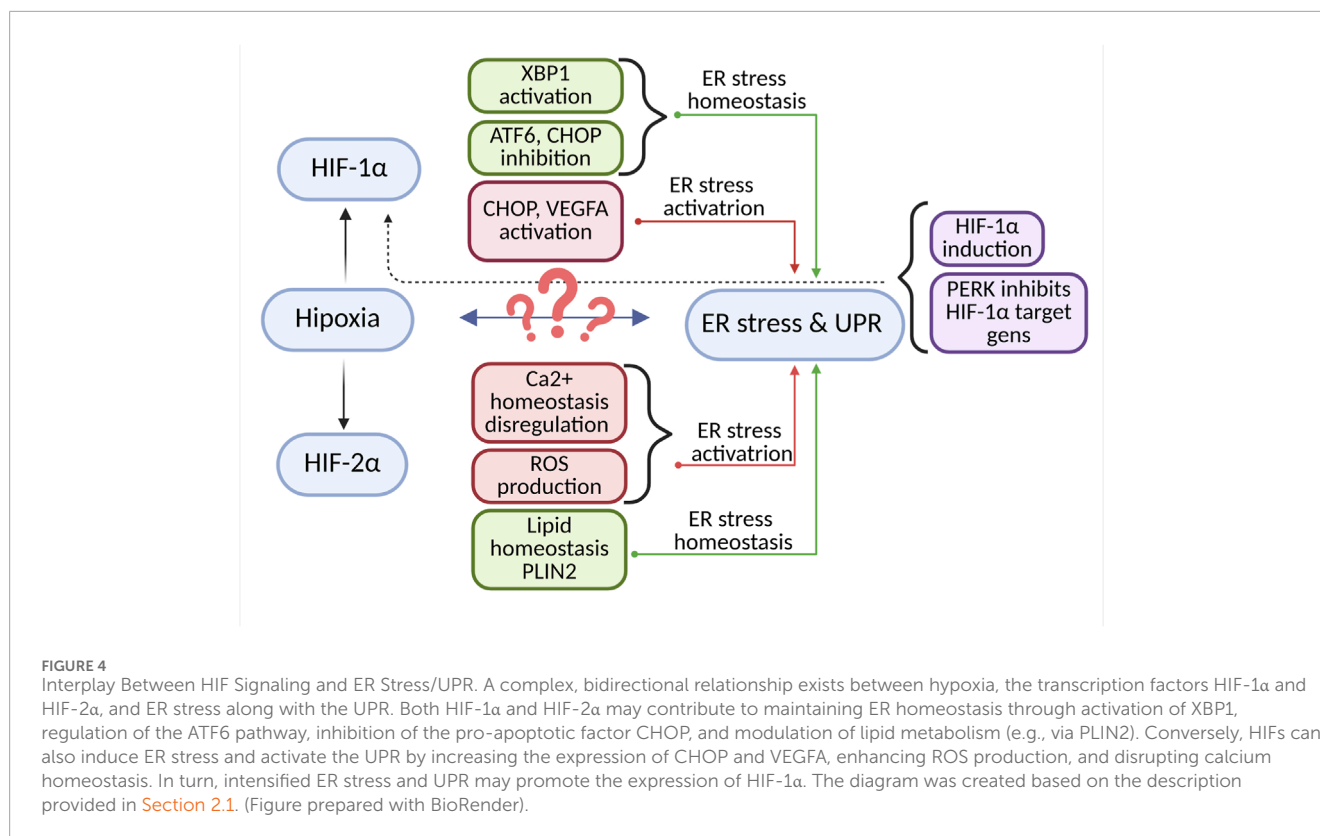 XBP1
activation
ATF6, CHOP
inhibition
CHOP, VEGFA
activation
ER stress
homeostasis
ER stress
activatrion
HIF-1α
Hipoxia
HIF-2α
???
ER stress & UPR
HIF-1α
induction
PERK inhibits
HIF-1α target
gens
Ca2+
homeostasis
disregulation
ROS
production
Lipid
homeostasis
PLIN2
ER stress
activatrion
ER stress
homeostasis
FIGURE 4
Interplay Between HIF Signaling and ER Stress/UPR. A complex, bidirectional relationship exists between hypoxia, the transcription factors HIF-1α and
HIF-2α, and ER stress along with the UPR. Both HIF-1α and HIF-2α may contribute to maintaining ER homeostasis through activation of XBP1,
regulation of the ATF6 pathway, inhibition of the pro-apoptotic factor CHOP, and modulation of lipid metabolism (e.g., via PLIN2). Conversely, HIFs can
also induce ER stress and activate the UPR by increasing the expression of CHOP and VEGFA, enhancing ROS production, and disrupting calcium
homeostasis. In turn, intensified ER stress and UPR may promote the expression of HIF-1α. The diagram was created based on the description
provided in Section 2.1. (Figure prepared with BioRender).